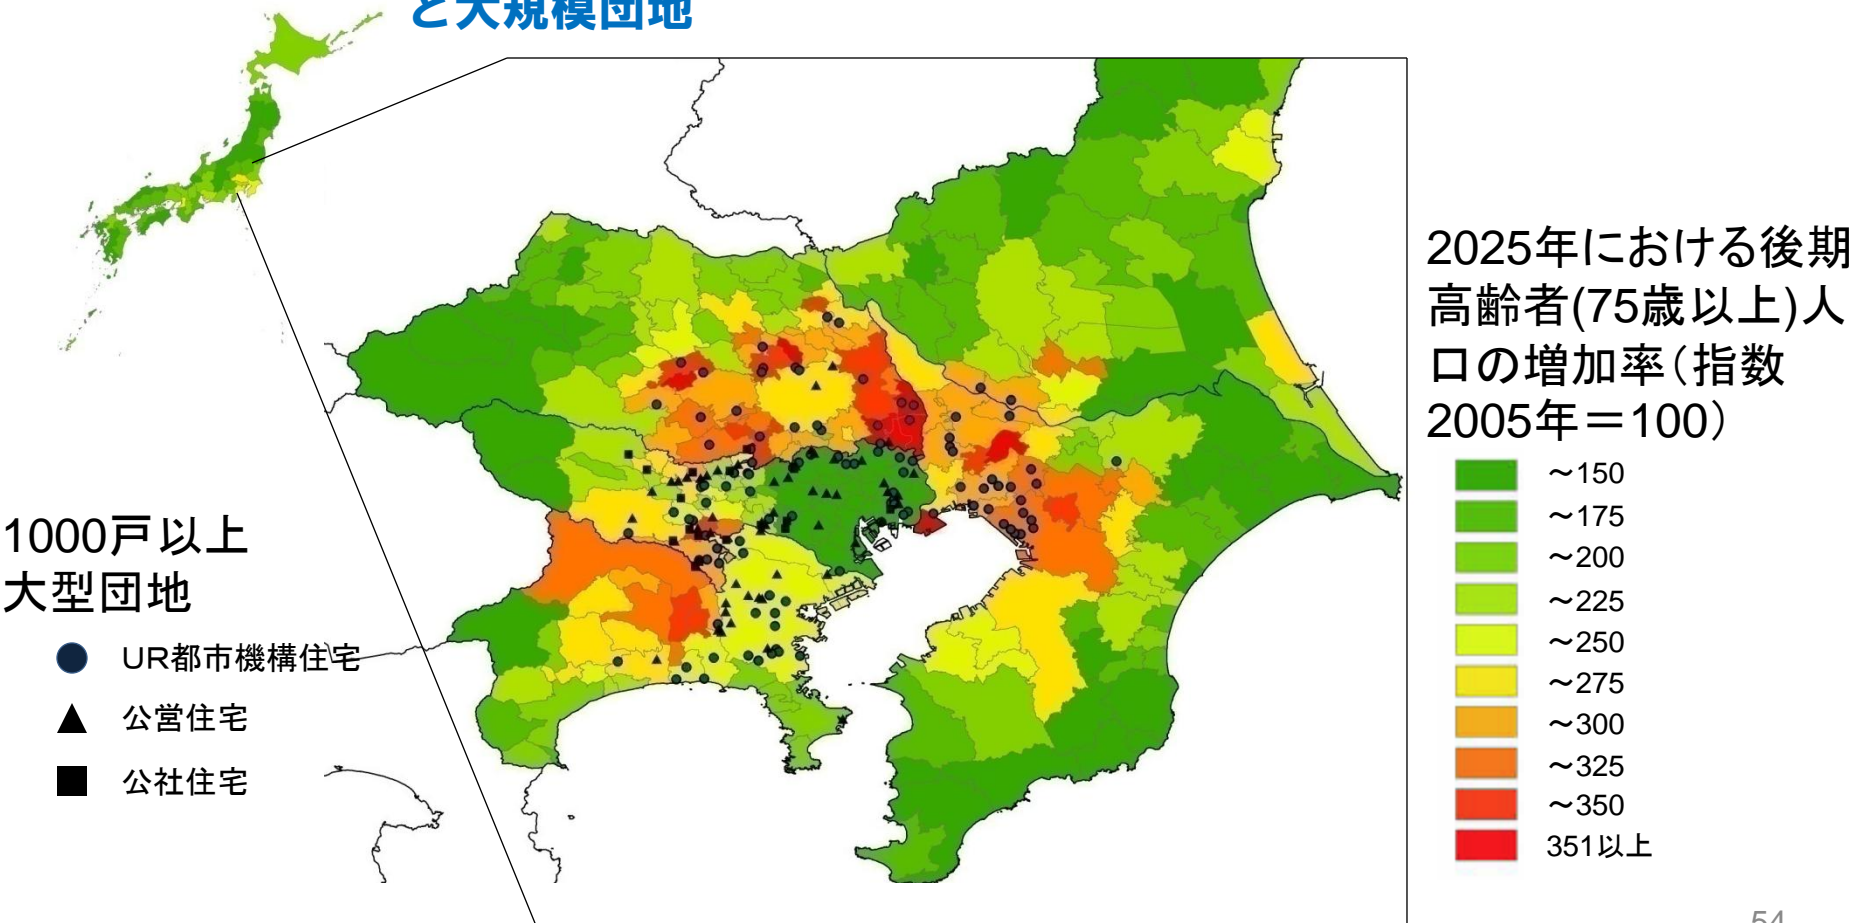 と大規模団地
2025年における後期
高齢者(75歳以上)人
口の増加率（指数
2005年＝100）
～150
～175
～200
～225
～250
～275
～300
～325
～350
351以上
1000戸以上
大型団地
UR都市機構住宅
公営住宅
公社住宅
54